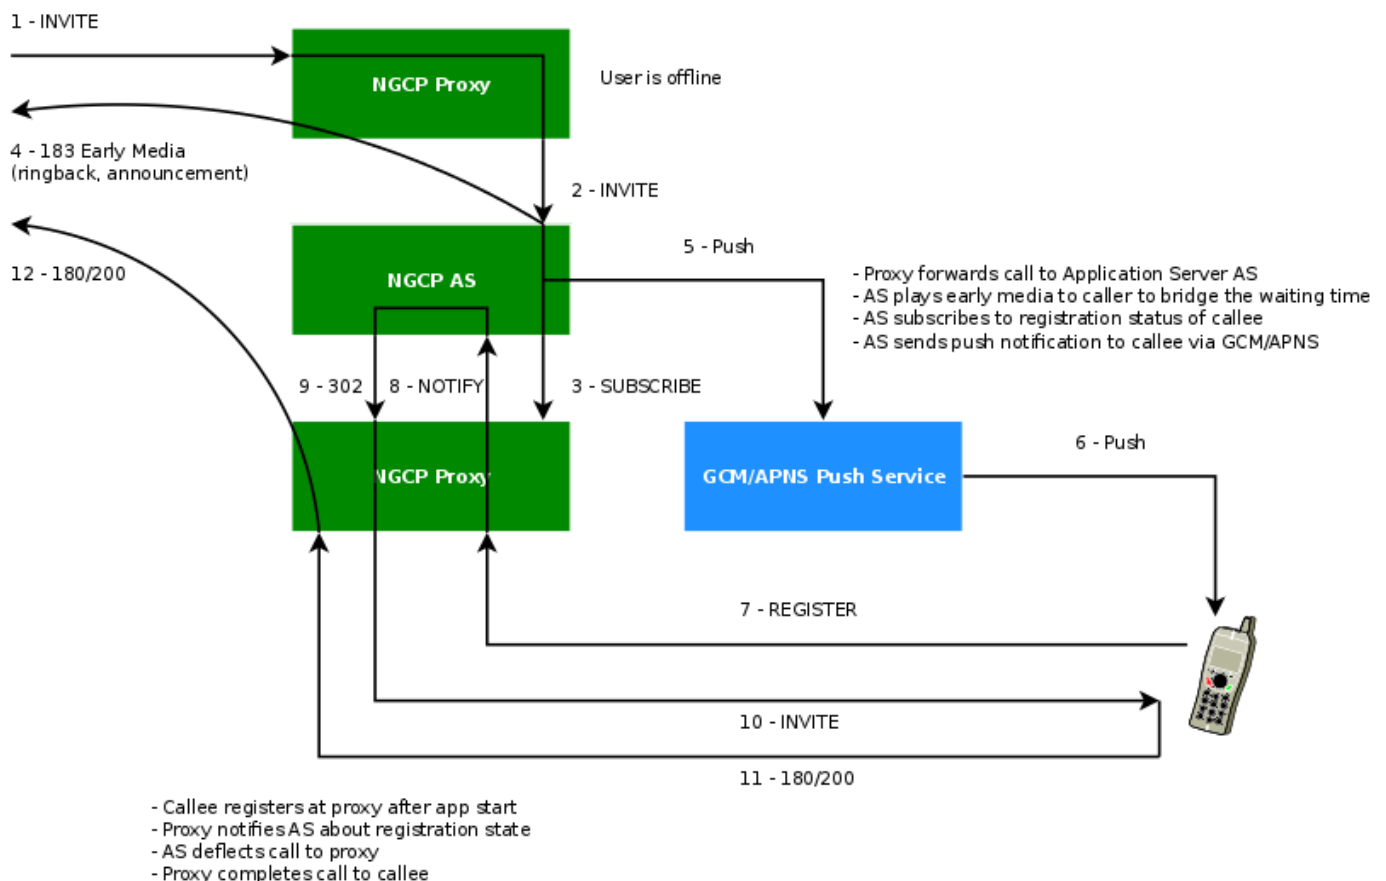 1 - INVITE
NGCP Proxy
User is offline
4 - 183 Early Media
(ringback, announcement)
2 - INVITE
5 - Push
12 - 180/200
NGCP AS
- Proxy forwards call to Application Server AS
- AS plays early media to caller to bridge the waiting time
- AS subscribes to registration status of callee
- AS sends push notification to callee via GCM/APNS
9 - 302
8 - NOTIFY
3 - SUBSCRIBE
6 - Push
NGCP Proxy
GCM/APNS Push Service
7 - REGISTER
10 - INVITE
11 - 180/200
- Callee registers at proxy after app start
- Proxy notifies AS about registration state
- AS deflects call to proxy
- Proxy completes call to callee